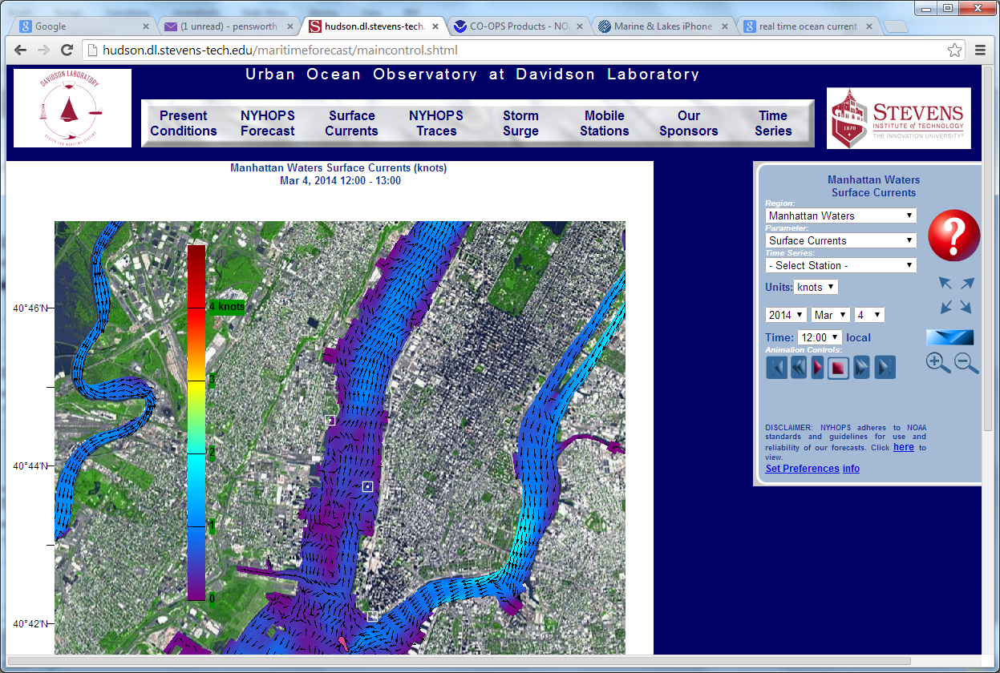 Google
(1 unread) - pensworth
hudson.dl.stevens-tech.
CO-OPS Products - NO
Marine & Lakes iPhone
real time ocean current
hudson.dl.stevens-tech.edu/maritimeforecast/maincontrol.shtml
DAVIDSON LABORATORY
CENTER FOR MARITIME SYSTEMS
Urban Ocean Observatory at Davidson Laboratory
Present Conditions
NYHOPS Forecast
Surface Currents
NYHOPS Traces
Storm Surge
Mobile Stations
Our Sponsors
Time Series
1870
STEVENS
INSTITUTE of TECHNOLOGY
THE INNOVATION UNIVERSITY®
Manhattan Waters Surface Currents (knots)
Mar 4, 2014 12:00 - 13:00
4 knots
3
2
1
0
40°46'N
40°44'N
40°42'N
Manhattan Waters
Surface Currents
Region:
Manhattan Waters
Parameter:
Surface Currents
Time Series:
- Select Station -
Units: knots
2014 Mar 4
Time: 12:00 local
Animation Controls:
?
DISCLAIMER: NYHOPS adheres to NOAA
standards and guidelines for use and
reliability of our forecasts. Click here to
view.
Set Preferences info